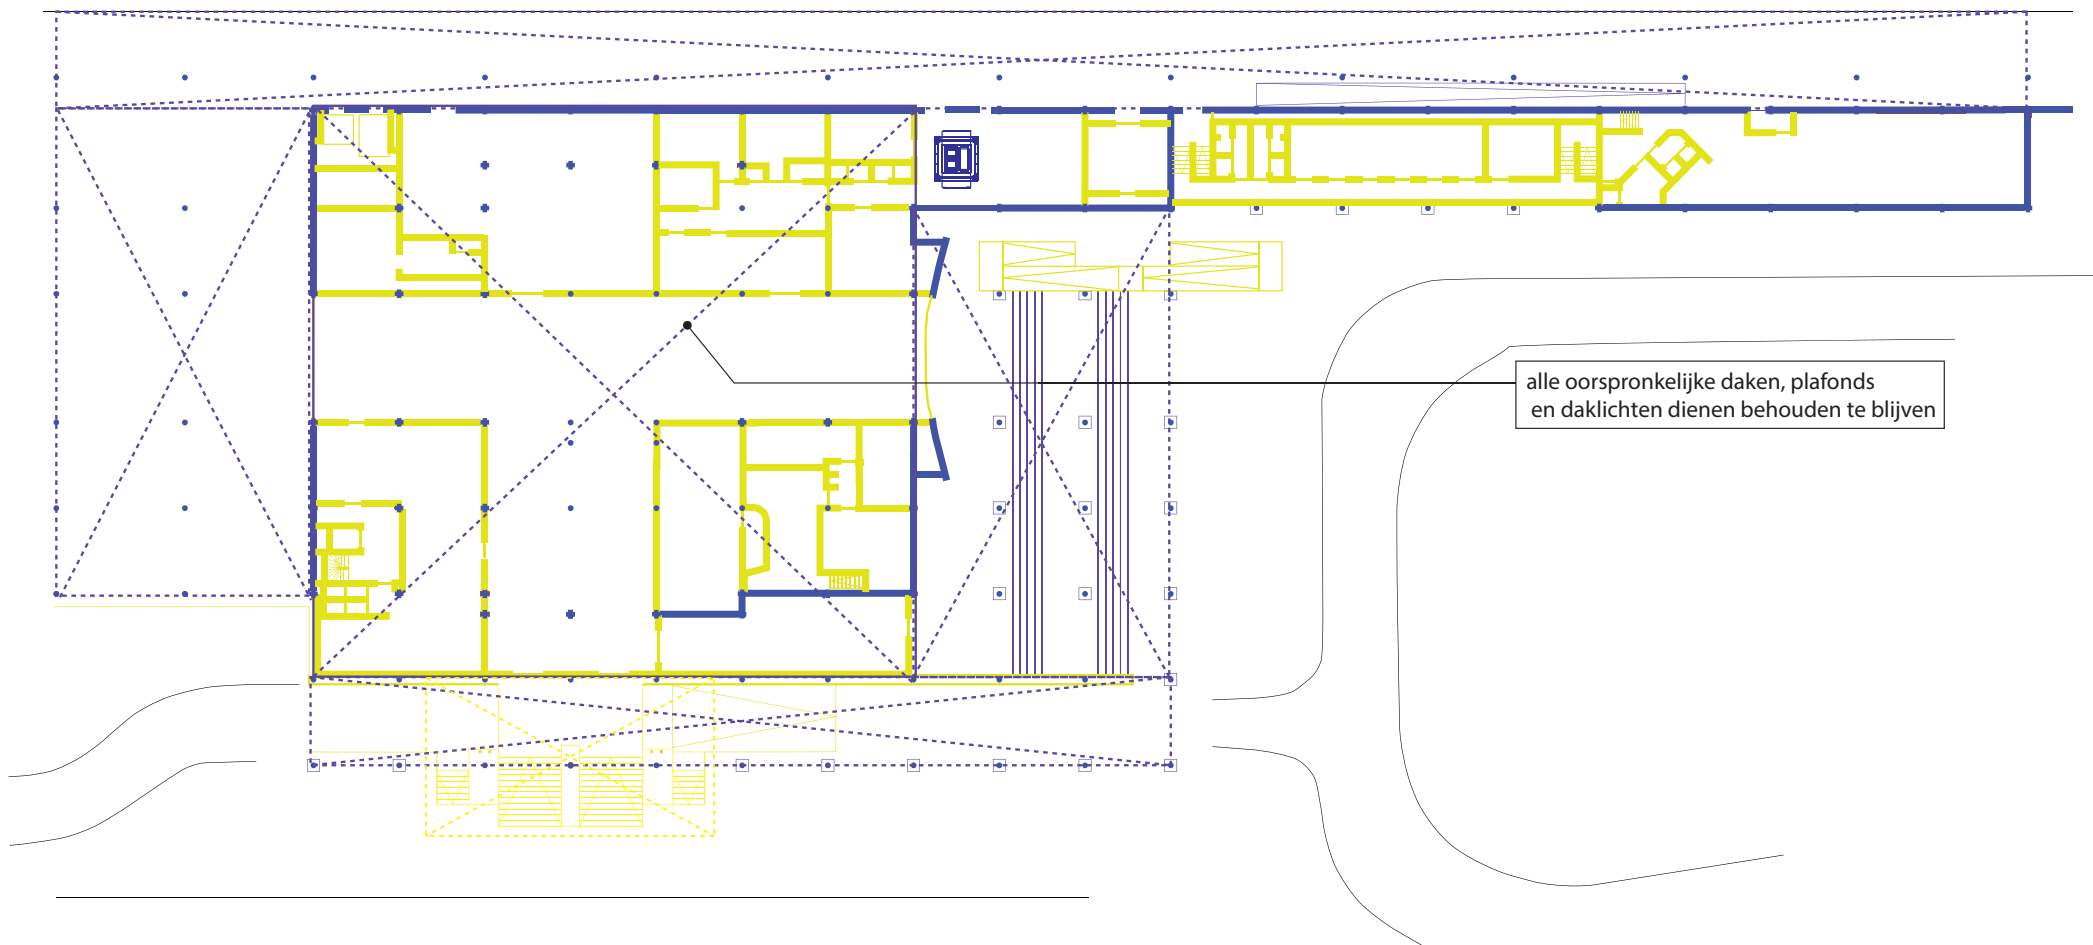 alle oorspronkelijke daken, plafonds
en daklichten dienen behouden te blijven